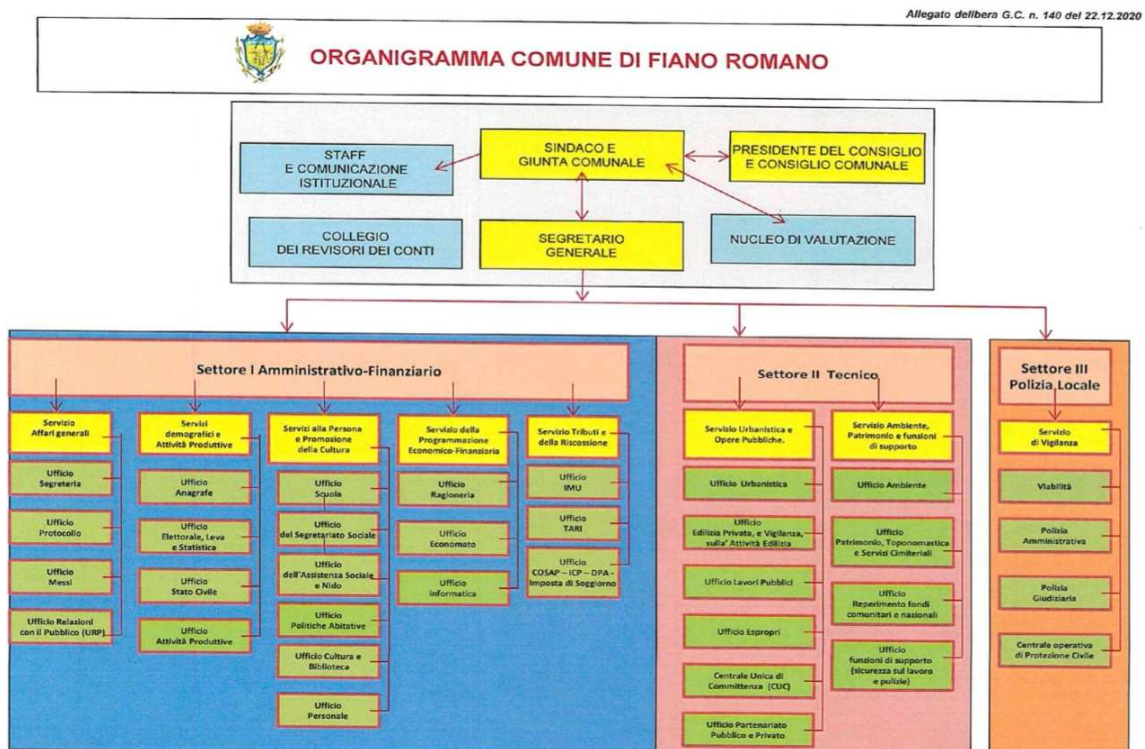 Allegato delibera G.C. n. 140 del 22.12.2020
ORGANIGRAMMA COMUNE DI FIANO ROMANO
STAFF
E COMUNICAZIONE
ISTITUZIONALE
SINDACO E
GIUNTA COMUNALE
PRESIDENTE DEL CONSIGLIO
E CONSIGLIO COMUNALE
COLLEGIO
DEI REVISORI DEI CONTI
SEGRETARIO
GENERALE
NUCLEO DI VALUTAZIONE
Settore I Amministrativo-Finanziario
Servizio
Affari generali
Ufficio
Segreteria
Ufficio
Protocollo
Ufficio
Messi
Ufficio Relazioni
con il Pubblico (URP)
Servizi
demografici e
Attività Produttive
Ufficio
Anagrafe
Ufficio
Elettorale, Leva
e Statistica
Ufficio
Stato Civile
Ufficio
Attività Produttive
Servizi alla Persona
e Promozione
della Cultura
Ufficio
Scuola
Ufficio
del Segretariato Sociale
Ufficio
dell'Assistenza Sociale
e Nido
Ufficio
Politiche Abitative
Ufficio Cultura e
Biblioteca
Ufficio
Personale
Servizio della
Programmazione
Economico-Finanziaria
Ufficio
Ragioneria
Ufficio
Economato
Ufficio
informatica
Servizio Tributi e
della Riscossione
Ufficio
IMU
Ufficio
TARI
Ufficio
COSAP – ICP – DPA -
Imposta di Soggiorno
Settore II Tecnico
Servizio Urbanistica e
Opere Pubbliche.
Ufficio Urbanistica
Ufficio
Edilizia Privata, e Vigilanza,
sulla' Attività Edilizia
Ufficio Lavori Pubblici
Ufficio Espropri
Centrale Unica di
Committenza (CUC)
Ufficio Partenariato
Pubblico e Privato
Servizio Ambiente,
Patrimonio e funzioni
di supporto
Ufficio Ambiente
Ufficio
Patrimonio, Toponomastica
e Servizi Cimiteriali
Ufficio
Reperimento fondi
comunitari e nazionali
Ufficio
funzioni di supporto
(sicurezza sul lavoro
e pulizie)
Settore III
Polizia Locale
Servizio
di Vigilanza
Viabilità
Polizia
Amministrativa
Polizia
Giudiziaria
Centrale operativa
di Protezione Civile